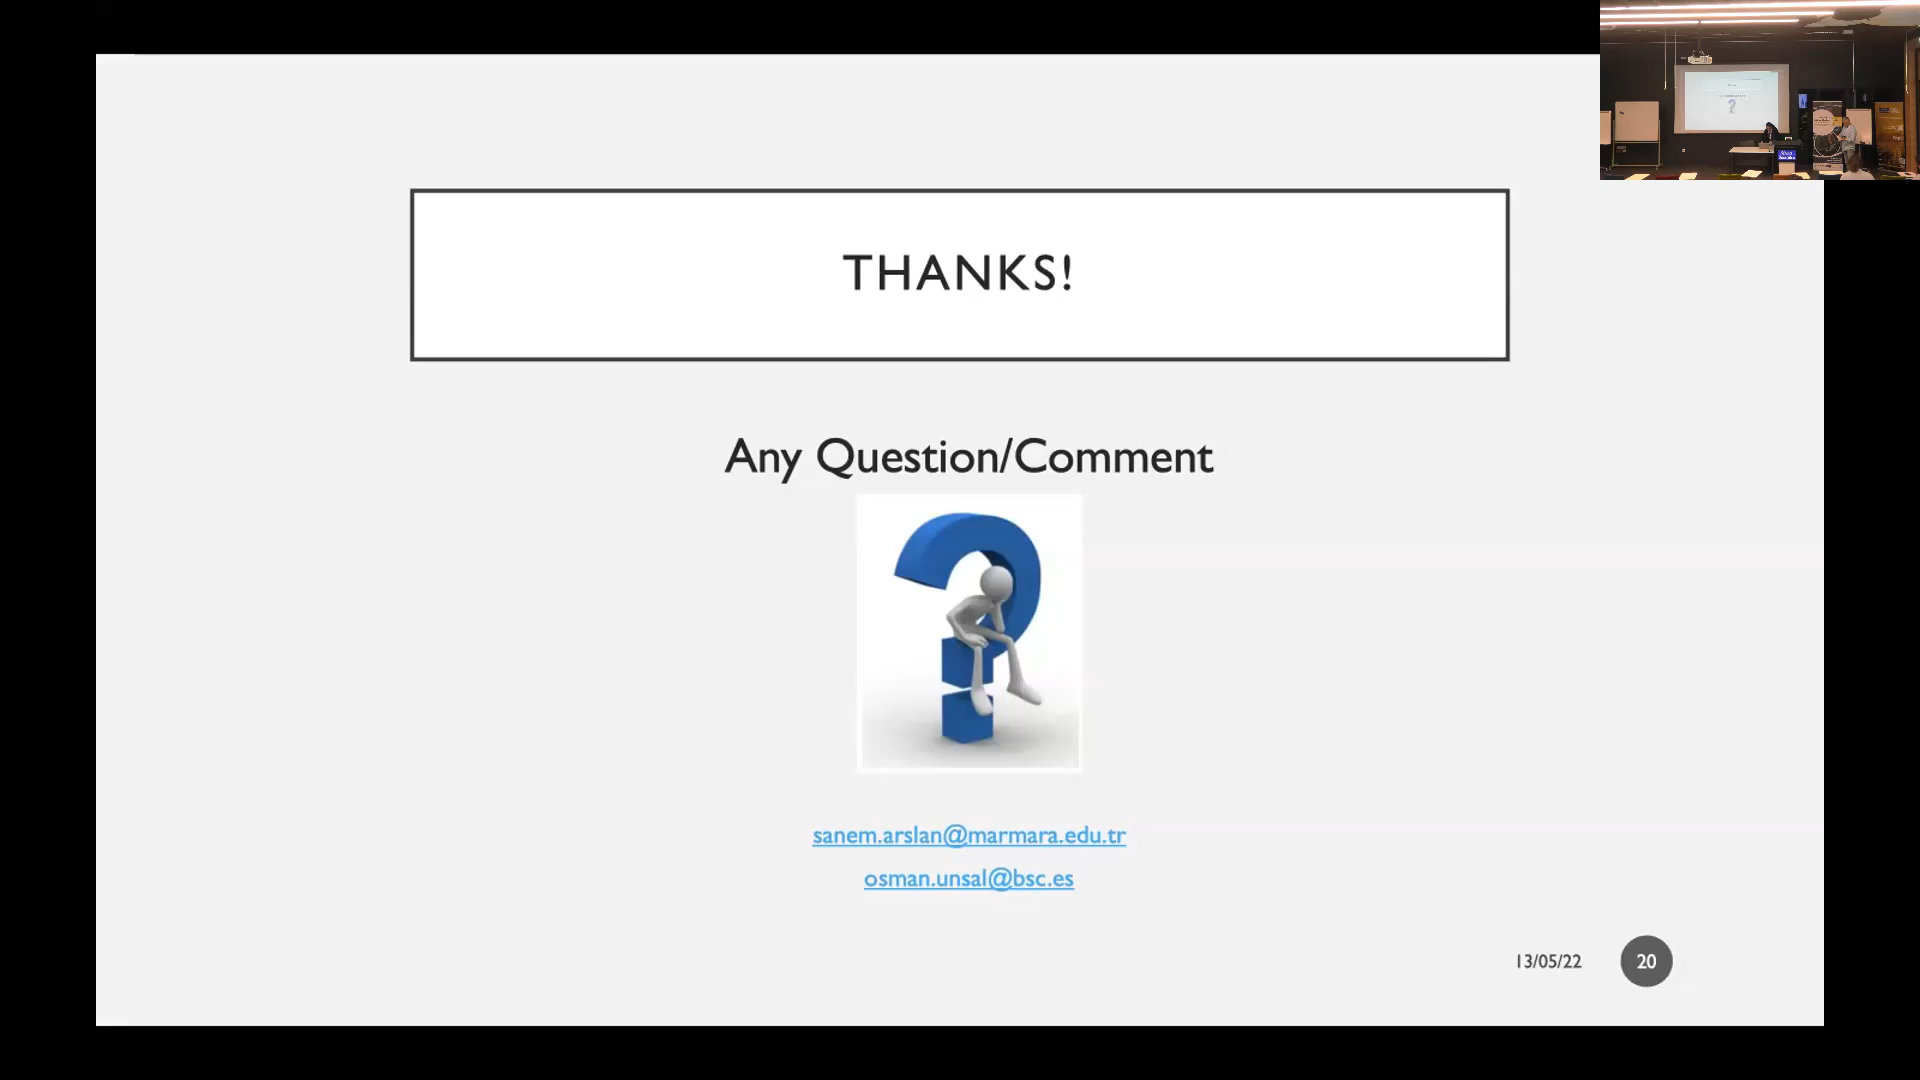 THANKS!
Any Question/Comment
sanem.arslan@marmara.edu.tr
osman.unsal@bsc.es
13/05/22
20